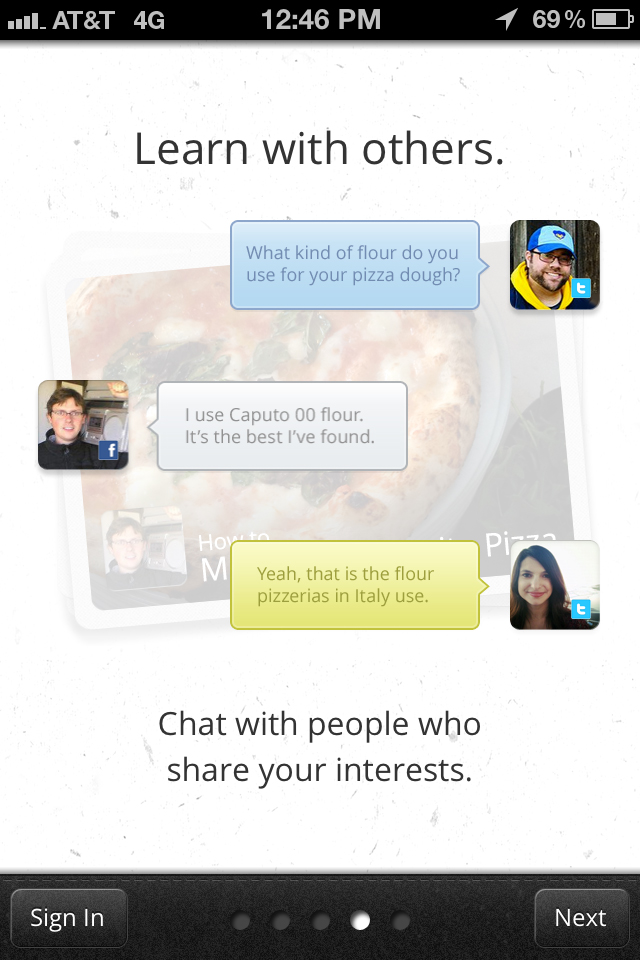 AT&T 4G 12:46 PM 69%
Learn with others.
What kind of flour do you
use for your pizza dough?
I use Caputo 00 flour.
It's the best I've found.
How to
Pizza
Yeah, that is the flour
pizzerias in Italy use.
Chat with people who
share your interests.
Sign In
Next